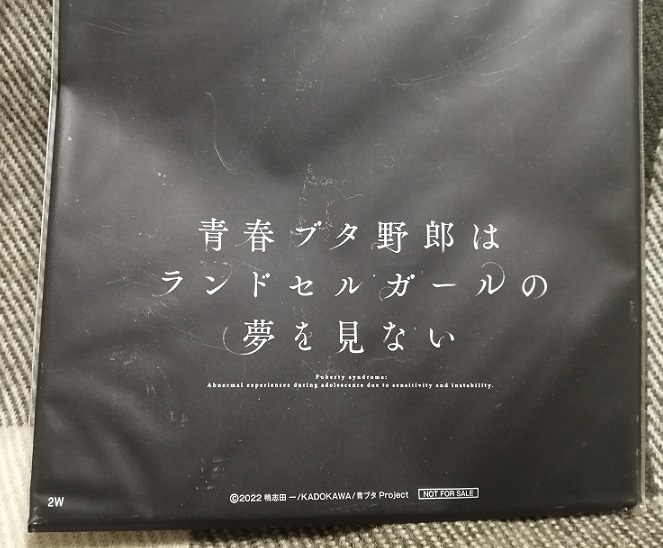 青春ブタ野郎は
ランドセルガールの
夢を見ない
Puberty syndrome:
Abnormal experiences during adolescence due to sensitivity and instability.
2W
©2022 鴨志田 一/KADOKAWA/青ブタ Project NOT FOR SALE